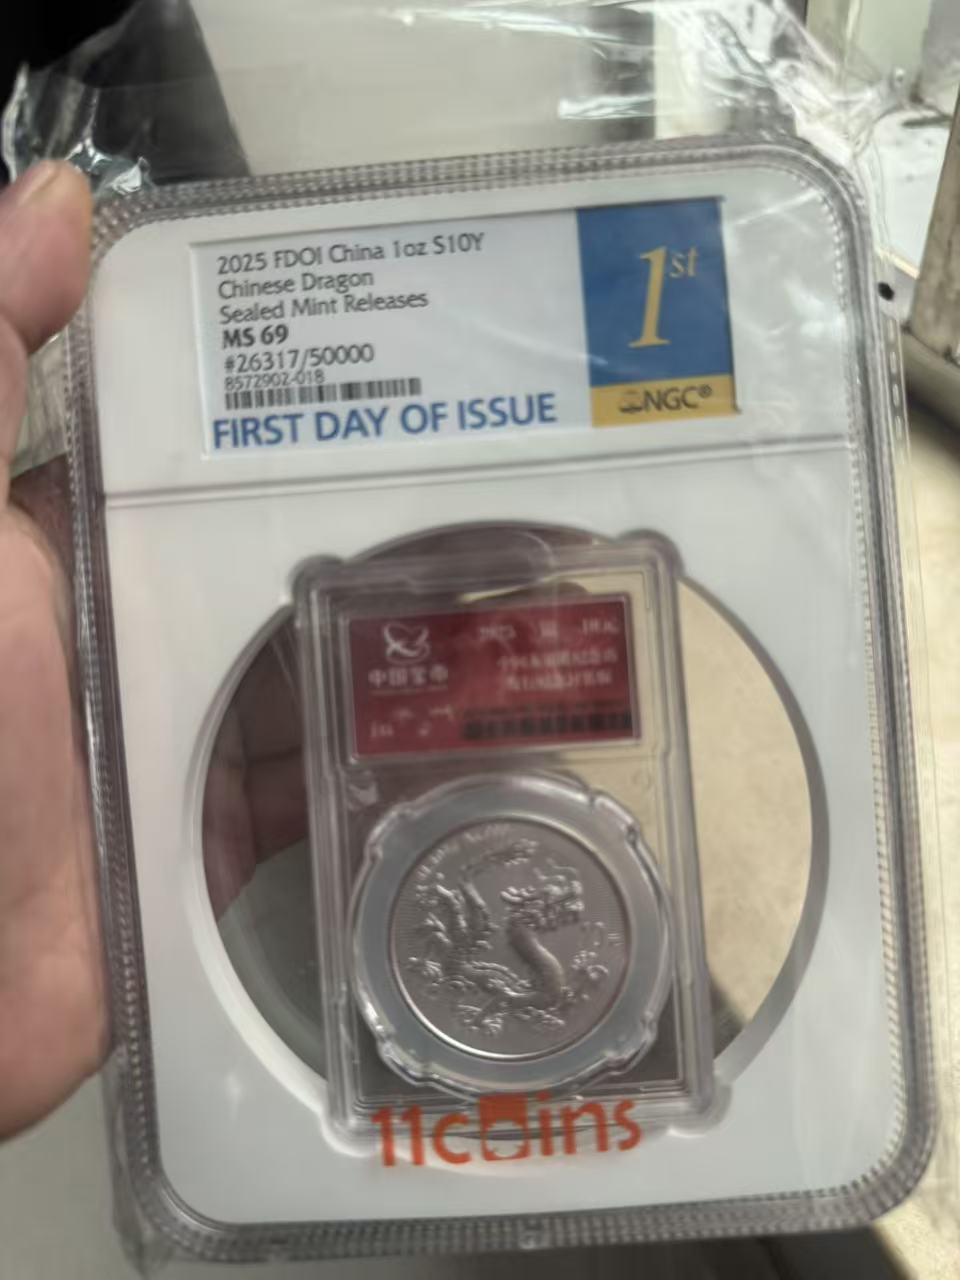 2025 FDOI China 1oz S10Y
Chinese Dragon
Sealed Mint Releases
MS 69
#26317/50000
8572902-018
FIRST DAY OF ISSUE
1st
NGC®
中国金币
11coins